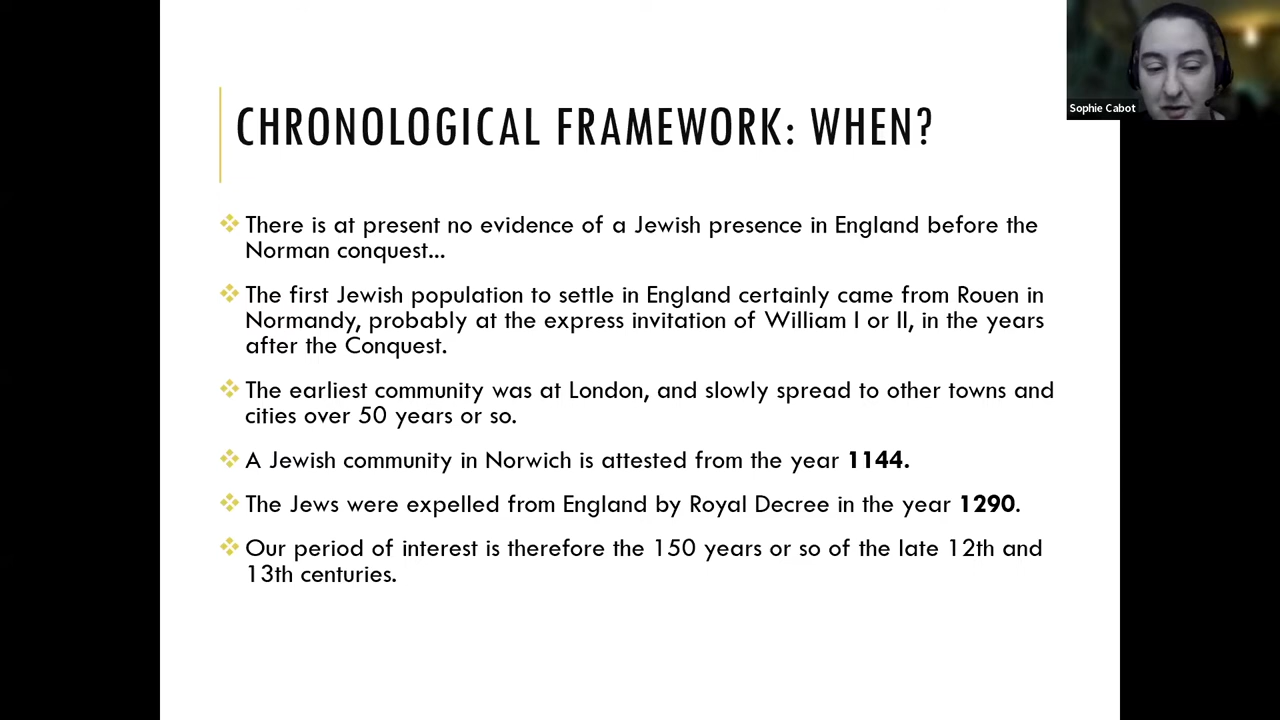 CHRONOLOGICAL FRAMEWORK: WHEN?
Sophie Cabot
There is at present no evidence of a Jewish presence in England before the
Norman conquest...
The first Jewish population to settle in England certainly came from Rouen in
Normandy, probably at the express invitation of William I or II, in the years
after the Conquest.
The earliest community was at London, and slowly spread to other towns and
cities over 50 years or so.
A Jewish community in Norwich is attested from the year 1144.
The Jews were expelled from England by Royal Decree in the year 1290.
Our period of interest is therefore the 150 years or so of the late 12th and
13th centuries.